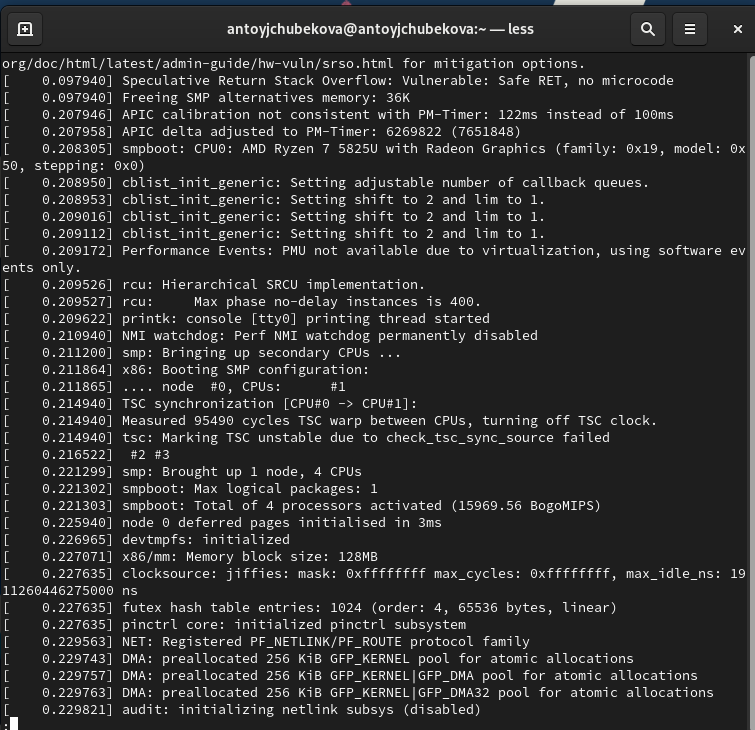 antoyjchubekova@antoyjchubekova:~ — less
org/doc/html/latest/admin-guide/hw-vuln/srso.html for mitigation options.
[    0.097940] Speculative Return Stack Overflow: Vulnerable: Safe RET, no microcode
[    0.097940] Freeing SMP alternatives memory: 36K
[    0.207946] APIC calibration not consistent with PM-Timer: 122ms instead of 100ms
[    0.207958] APIC delta adjusted to PM-Timer: 6269822 (7651848)
[    0.208305] smpboot: CPU0: AMD Ryzen 7 5825U with Radeon Graphics (family: 0x19, model: 0x
50, stepping: 0x0)
[    0.208950] cblist_init_generic: Setting adjustable number of callback queues.
[    0.208953] cblist_init_generic: Setting shift to 2 and lim to 1.
[    0.209016] cblist_init_generic: Setting shift to 2 and lim to 1.
[    0.209112] cblist_init_generic: Setting shift to 2 and lim to 1.
[    0.209172] Performance Events: PMU not available due to virtualization, using software ev
ents only.
[    0.209526] rcu: Hierarchical SRCU implementation.
[    0.209527] rcu:     Max phase no-delay instances is 400.
[    0.209622] printk: console [tty0] printing thread started
[    0.210940] NMI watchdog: Perf NMI watchdog permanently disabled
[    0.211200] smp: Bringing up secondary CPUs ...
[    0.211864] x86: Booting SMP configuration:
[    0.211865] .... node  #0, CPUs:      #1
[    0.214940] TSC synchronization [CPU#0 -> CPU#1]:
[    0.214940] Measured 95490 cycles TSC warp between CPUs, turning off TSC clock.
[    0.214940] tsc: Marking TSC unstable due to check_tsc_sync_source failed
[    0.216522]  #2 #3
[    0.221299] smp: Brought up 1 node, 4 CPUs
[    0.221302] smpboot: Max logical packages: 1
[    0.221303] smpboot: Total of 4 processors activated (15969.56 BogoMIPS)
[    0.225940] node 0 deferred pages initialised in 3ms
[    0.226965] devtmpfs: initialized
[    0.227071] x86/mm: Memory block size: 128MB
[    0.227635] clocksource: jiffies: mask: 0xffffffff max_cycles: 0xffffffff, max_idle_ns: 19
11260446275000 ns
[    0.227635] futex hash table entries: 1024 (order: 4, 65536 bytes, linear)
[    0.227635] pinctrl core: initialized pinctrl subsystem
[    0.229563] NET: Registered PF_NETLINK/PF_ROUTE protocol family
[    0.229743] DMA: preallocated 256 KiB GFP_KERNEL pool for atomic allocations
[    0.229757] DMA: preallocated 256 KiB GFP_KERNEL|GFP_DMA pool for atomic allocations
[    0.229763] DMA: preallocated 256 KiB GFP_KERNEL|GFP_DMA32 pool for atomic allocations
[    0.229821] audit: initializing netlink subsys (disabled)
: